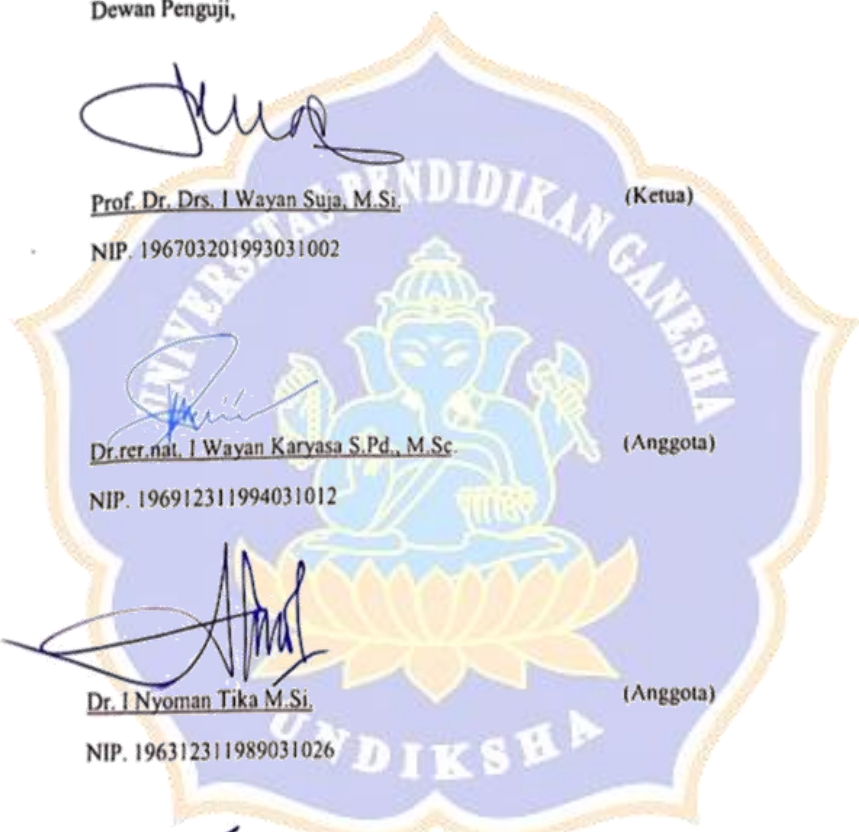 Dewan Penguji,
Prof. Dr. Drs. I Wayan Suja, M.Si. (Ketua)
NIP. 196703201993031002
Dr.rer.nat. I Wayan Karyasa S.Pd., M.Sc. (Anggota)
NIP. 196912311994031012
Dr. I Nyoman Tika M.Si. (Anggota)
NIP. 196312311989031026
UNIVERSITAS PENDIDIKAN GANESHA
UNDIKSHA